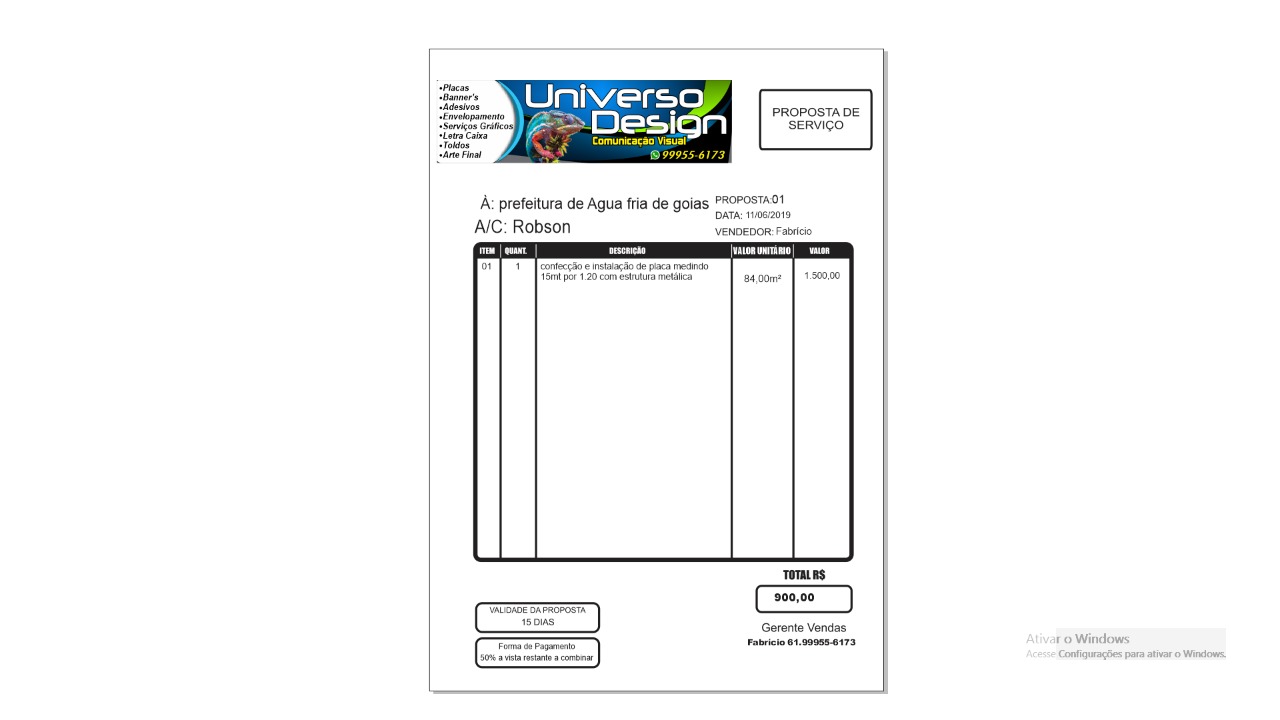 •Placas
•Banner's
•Adesivos
•Envelopamento
•Serviços Gráficos
•Letra Caixa
•Toldos
•Arte Final
Universo
Design
Comunicação Visual
99955-6173
PROPOSTA DE
SERVIÇO
À: prefeitura de Agua fria de goias
A/C: Robson
PROPOSTA:01
DATA: 11/06/2019
VENDEDOR: Fabrício
ITEM QUANT. DESCRIÇÃO VALOR UNITÁRIO VALOR
01 1 confecção e instalação de placa medindo
15mt por 1.20 com estrutura metálica
84,00m² 1.500,00
TOTAL R$
900,00
VALIDADE DA PROPOSTA
15 DIAS
Forma de Pagamento
50% a vista restante a combinar
Gerente Vendas
Fabricio 61.99955-6173
Ativar o Windows
Acesse Configurações para ativar o Windows.